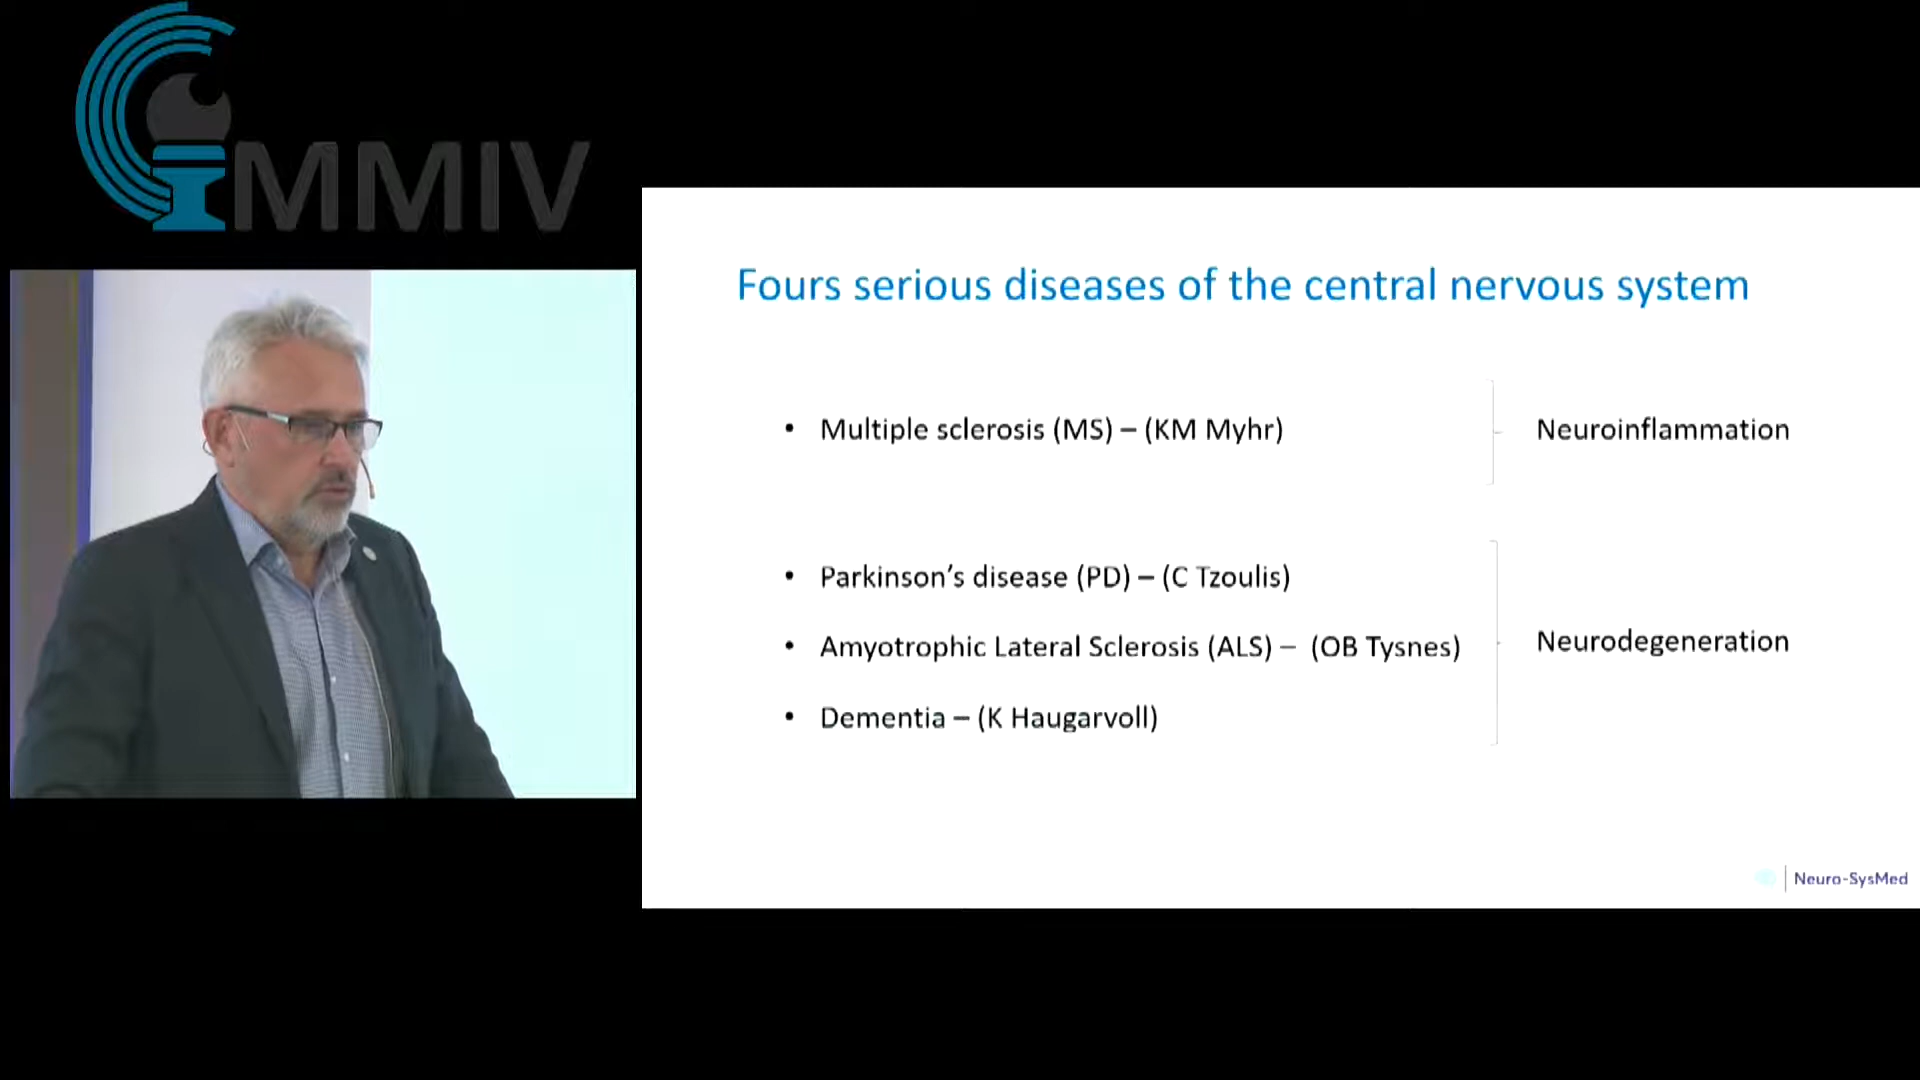 MMIV
Fours serious diseases of the central nervous system
• Multiple sclerosis (MS) – (KM Myhr)
Neuroinflammation
• Parkinson’s disease (PD) – (C Tzoulis)
• Amyotrophic Lateral Sclerosis (ALS) – (OB Tysnes)
Neurodegeneration
• Dementia – (K Haugarvoll)
Neuro-SysMed